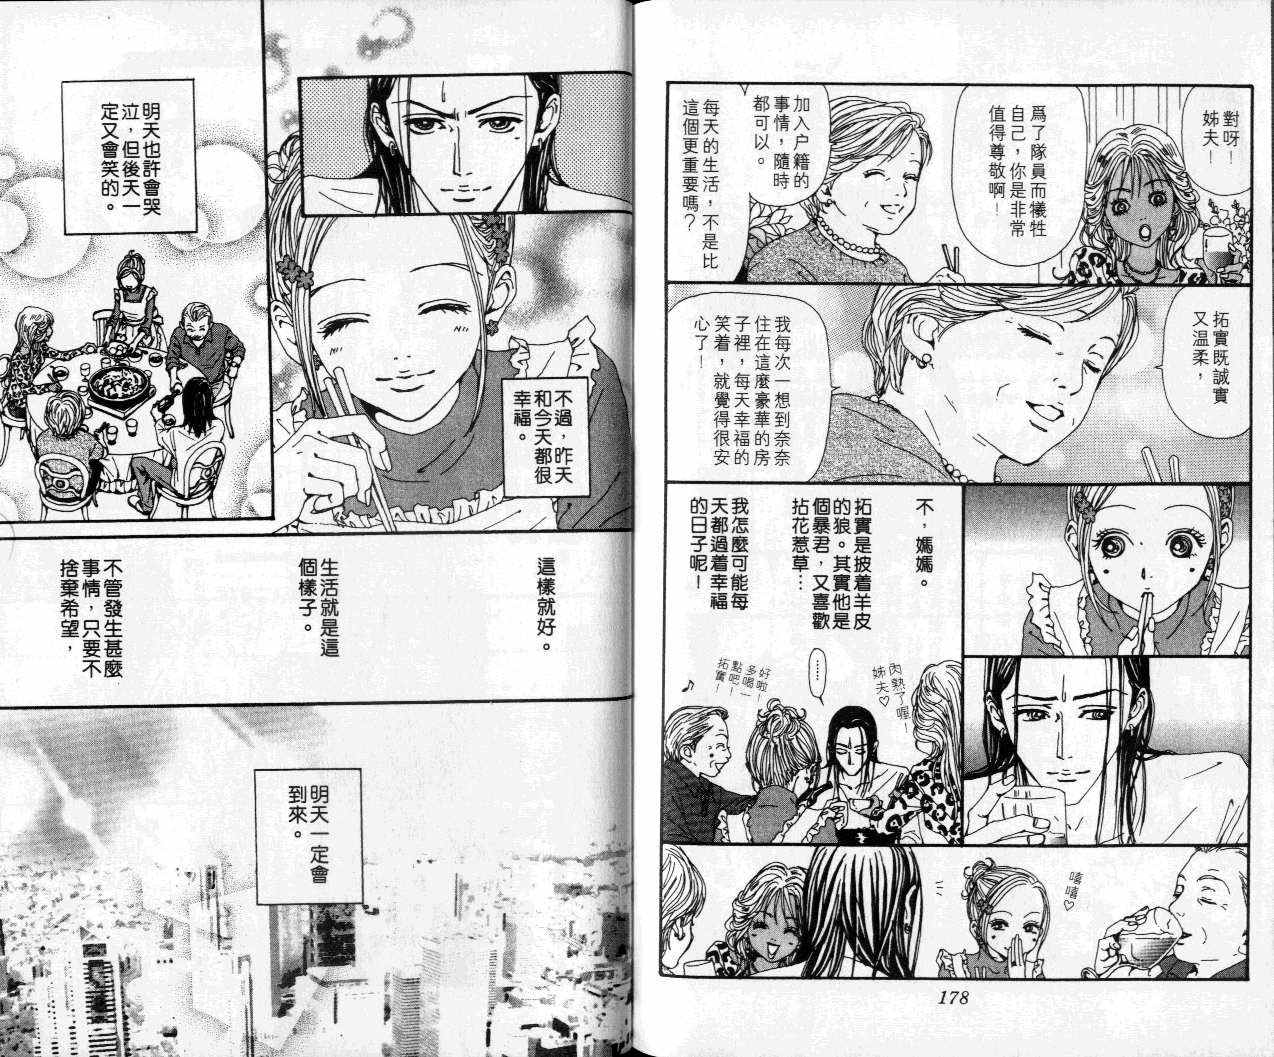 對呀！
姊夫！
爲了隊員而犧牲
自己，你是非常
值得尊敬啊！
加入户籍的
事情，隨時
都可以。
每天的生活，不是比
這個更重要嗎？
拓實既誠實
又温柔，
我每次一想到奈奈
住在這麼豪華的房
子裡，每天幸福的
笑着，就覺得很安
心了！
不，媽媽。
拓實是披着羊皮
的狼。其實他是
個暴君，又喜歡
拈花惹草…
我怎麼可能每
天都過着幸福
的日子呢！
肉熟了喔！
姊夫♡
……
好啦！
多喝一
點吧！
拓實！
♪
嘻
嘻♡
178
不過，昨天
和今天都很
幸福。
明天也許會哭
泣，但後天一
定又會笑的。
這樣就好。
生活就是這
個樣子。
不管發生甚麼
事情，只要不
捨棄希望，
明天一定會
到來。